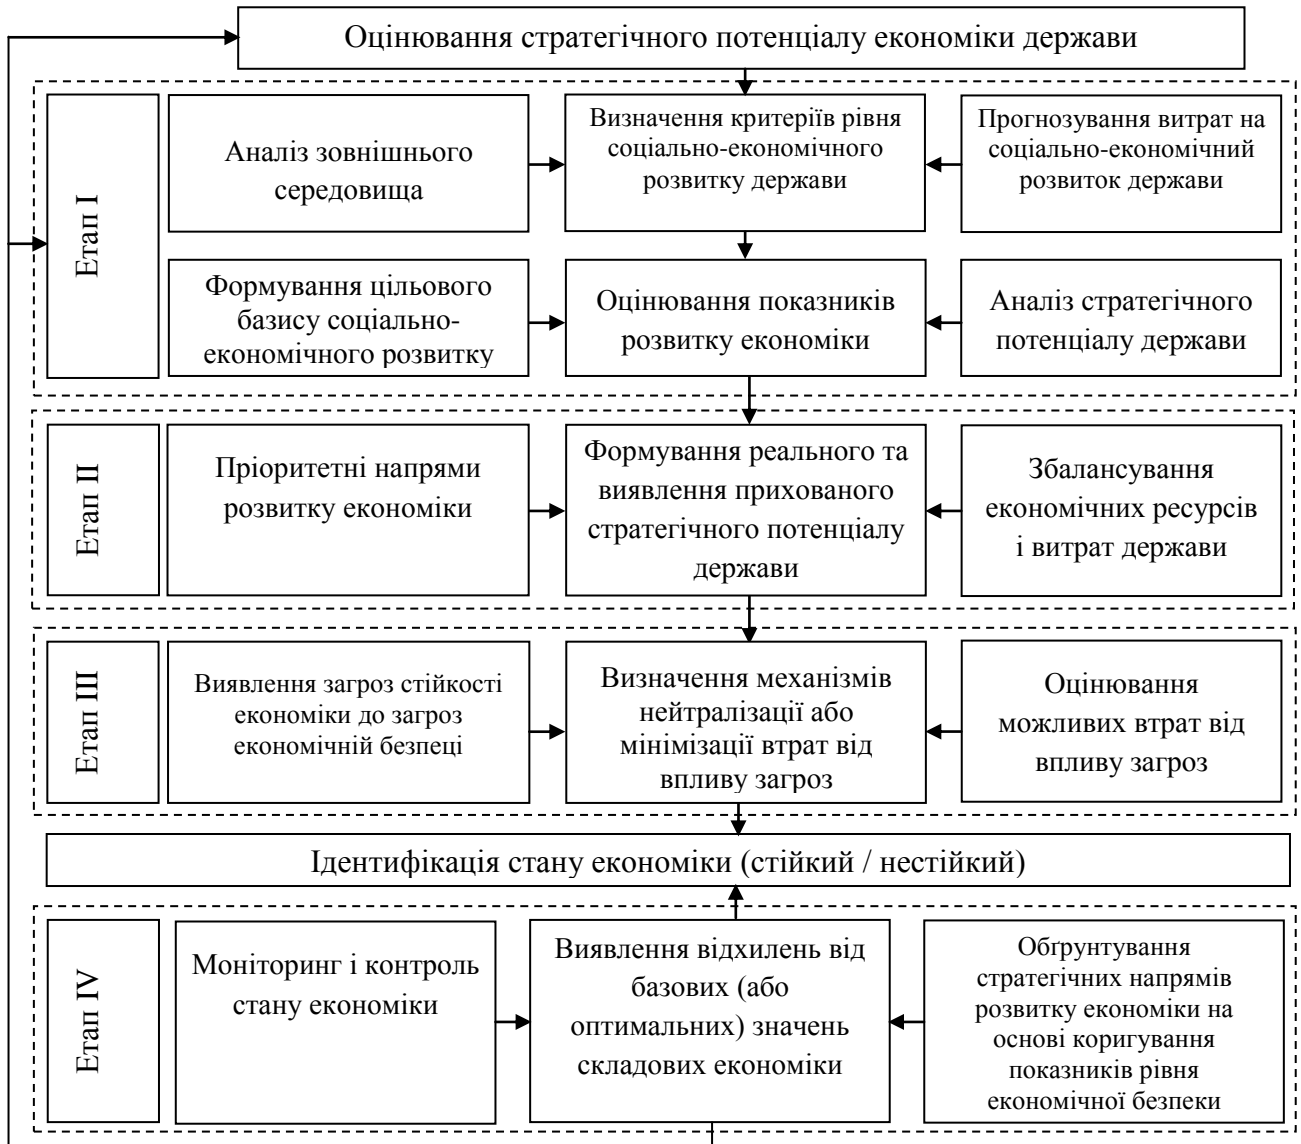 Оцінювання стратегічного потенціалу економіки держави
Етап I
Аналіз зовнішнього
середовища
Визначення критеріїв рівня
соціально-економічного
розвитку держави
Прогнозування витрат на
соціально-економічний
розвиток держави
Формування цільового
базису соціально-
економічного розвитку
Оцінювання показників
розвитку економіки
Аналіз стратегічного
потенціалу держави
Етап II
Пріоритетні напрями
розвитку економіки
Формування реального та
виявлення прихованого
стратегічного потенціалу
держави
Збалансування
економічних ресурсів
і витрат держави
Етап III
Виявлення загроз стійкості
економіки до загроз
економічній безпеці
Визначення механізмів
нейтралізації або
мінімізації втрат від
впливу загроз
Оцінювання
можливих втрат від
впливу загроз
Ідентифікація стану економіки (стійкий / нестійкий)
Етап IV
Моніторинг і контроль
стану економіки
Виявлення відхилень від
базових (або
оптимальних) значень
складових економіки
Обґрунтування
стратегічних напрямів
розвитку економіки на
основі коригування
показників рівня
економічної безпеки